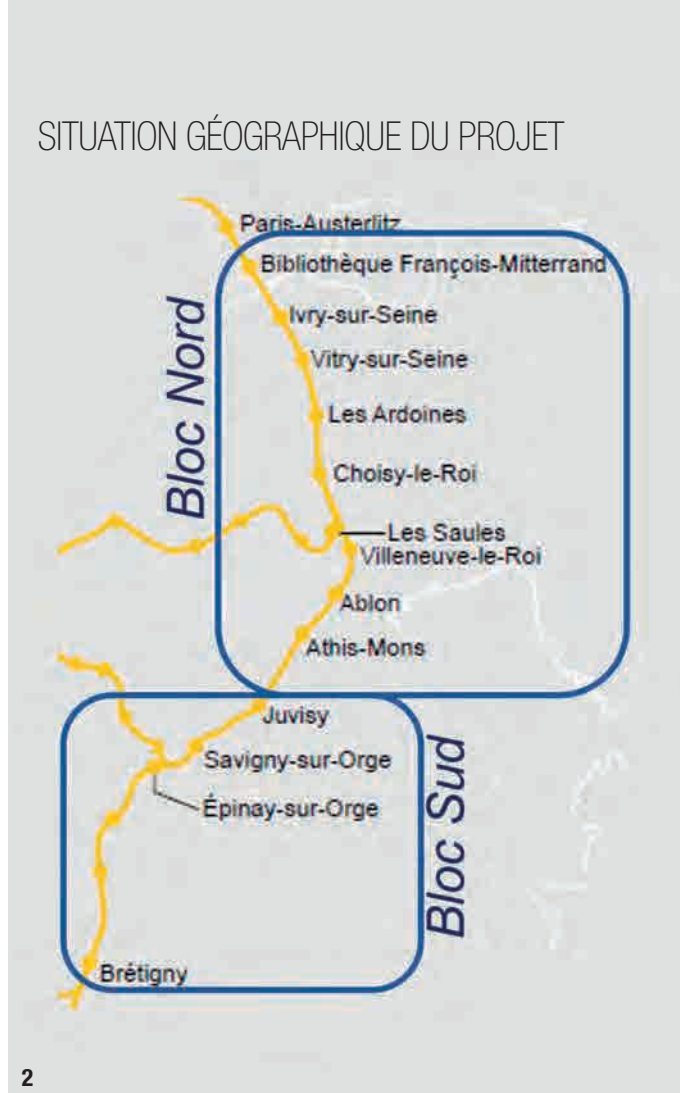 SITUATION GÉOGRAPHIQUE DU PROJET
Paris-Austerlitz
Bibliothèque François-Mitterrand
Ivry-sur-Seine
Bloc Nord
Vitry-sur-Seine
Les Ardoines
Choisy-le-Roi
Les Saules
Villeneuve-le-Roi
Ablon
Athis-Mons
Juvisy
Savigny-sur-Orge
Épinay-sur-Orge
Bloc Sud
Brétigny
2